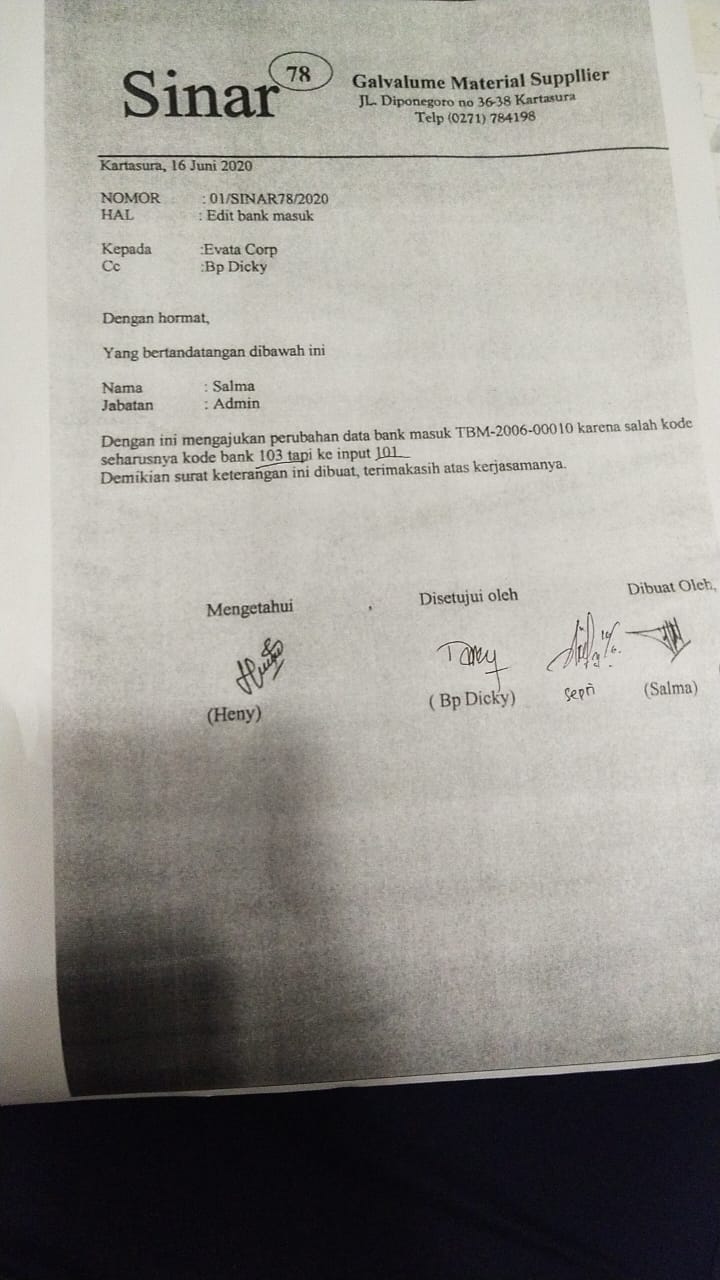 Sinar 78
Galvalume Material Suppllier
JL. Diponegoro no 36-38 Kartasura
Telp (0271) 784198
Kartasura, 16 Juni 2020
NOMOR : 01/SINAR78/2020
HAL : Edit bank masuk
Kepada :Evata Corp
Cc :Bp Dicky
Dengan hormat,
Yang bertandatangan dibawah ini
Nama : Salma
Jabatan : Admin
Dengan ini mengajukan perubahan data bank masuk TBM-2006-00010 karena salah kode
seharusnya kode bank 103 tapi ke input 101
Demikian surat keterangan ini dibuat, terimakasih atas kerjasamanya.
Mengetahui Disetujui oleh Dibuat Oleh,
(Heny) ( Bp Dicky) sepri (Salma)